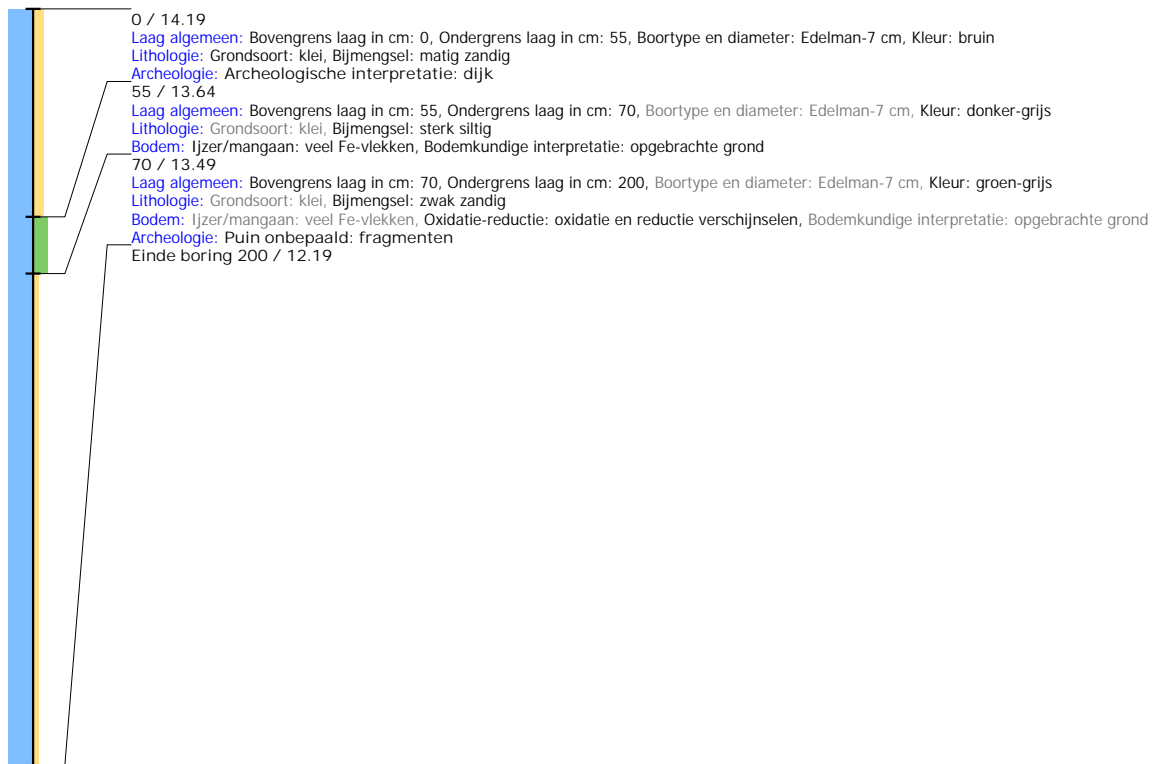 0 / 14.19
Laag algemeen: Bovengrens laag in cm: 0, Ondergrens laag in cm: 55, Boortype en diameter: Edelman-7 cm, Kleur: bruin
Lithologie: Grondsoort: klei, Bijmengsel: matig zandig
Archeologie: Archeologische interpretatie: dijk
55 / 13.64
Laag algemeen: Bovengrens laag in cm: 55, Ondergrens laag in cm: 70, Boortype en diameter: Edelman-7 cm, Kleur: donker-grijs
Lithologie: Grondsoort: klei, Bijmengsel: sterk siltig
Bodem: Ijzer/mangaan: veel Fe-vlekken, Bodemkundige interpretatie: opgebrachte grond
70 / 13.49
Laag algemeen: Bovengrens laag in cm: 70, Ondergrens laag in cm: 200, Boortype en diameter: Edelman-7 cm, Kleur: groen-grijs
Lithologie: Grondsoort: klei, Bijmengsel: zwak zandig
Bodem: Ijzer/mangaan: veel Fe-vlekken, Oxidatie-reductie: oxidatie en reductie verschijnselen, Bodemkundige interpretatie: opgebrachte grond
Archeologie: Puin onbepaald: fragmenten
Einde boring 200 / 12.19